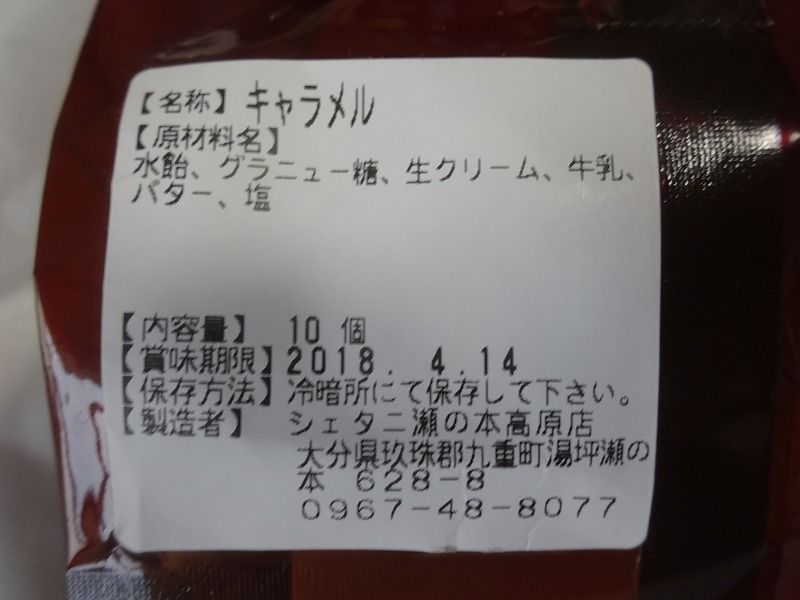 【名称】キャラメル
【原材料名】
水飴、グラニュー糖、生クリーム、牛乳、
バター、塩
【内容量】 10個
【賞味期限】2018. 4.14
【保存方法】冷暗所にて保存して下さい。
【製造者】 シェタニ瀬の本高原店
大分県玖珠郡九重町湯坪瀬の
本 628-8
0967-48-8077